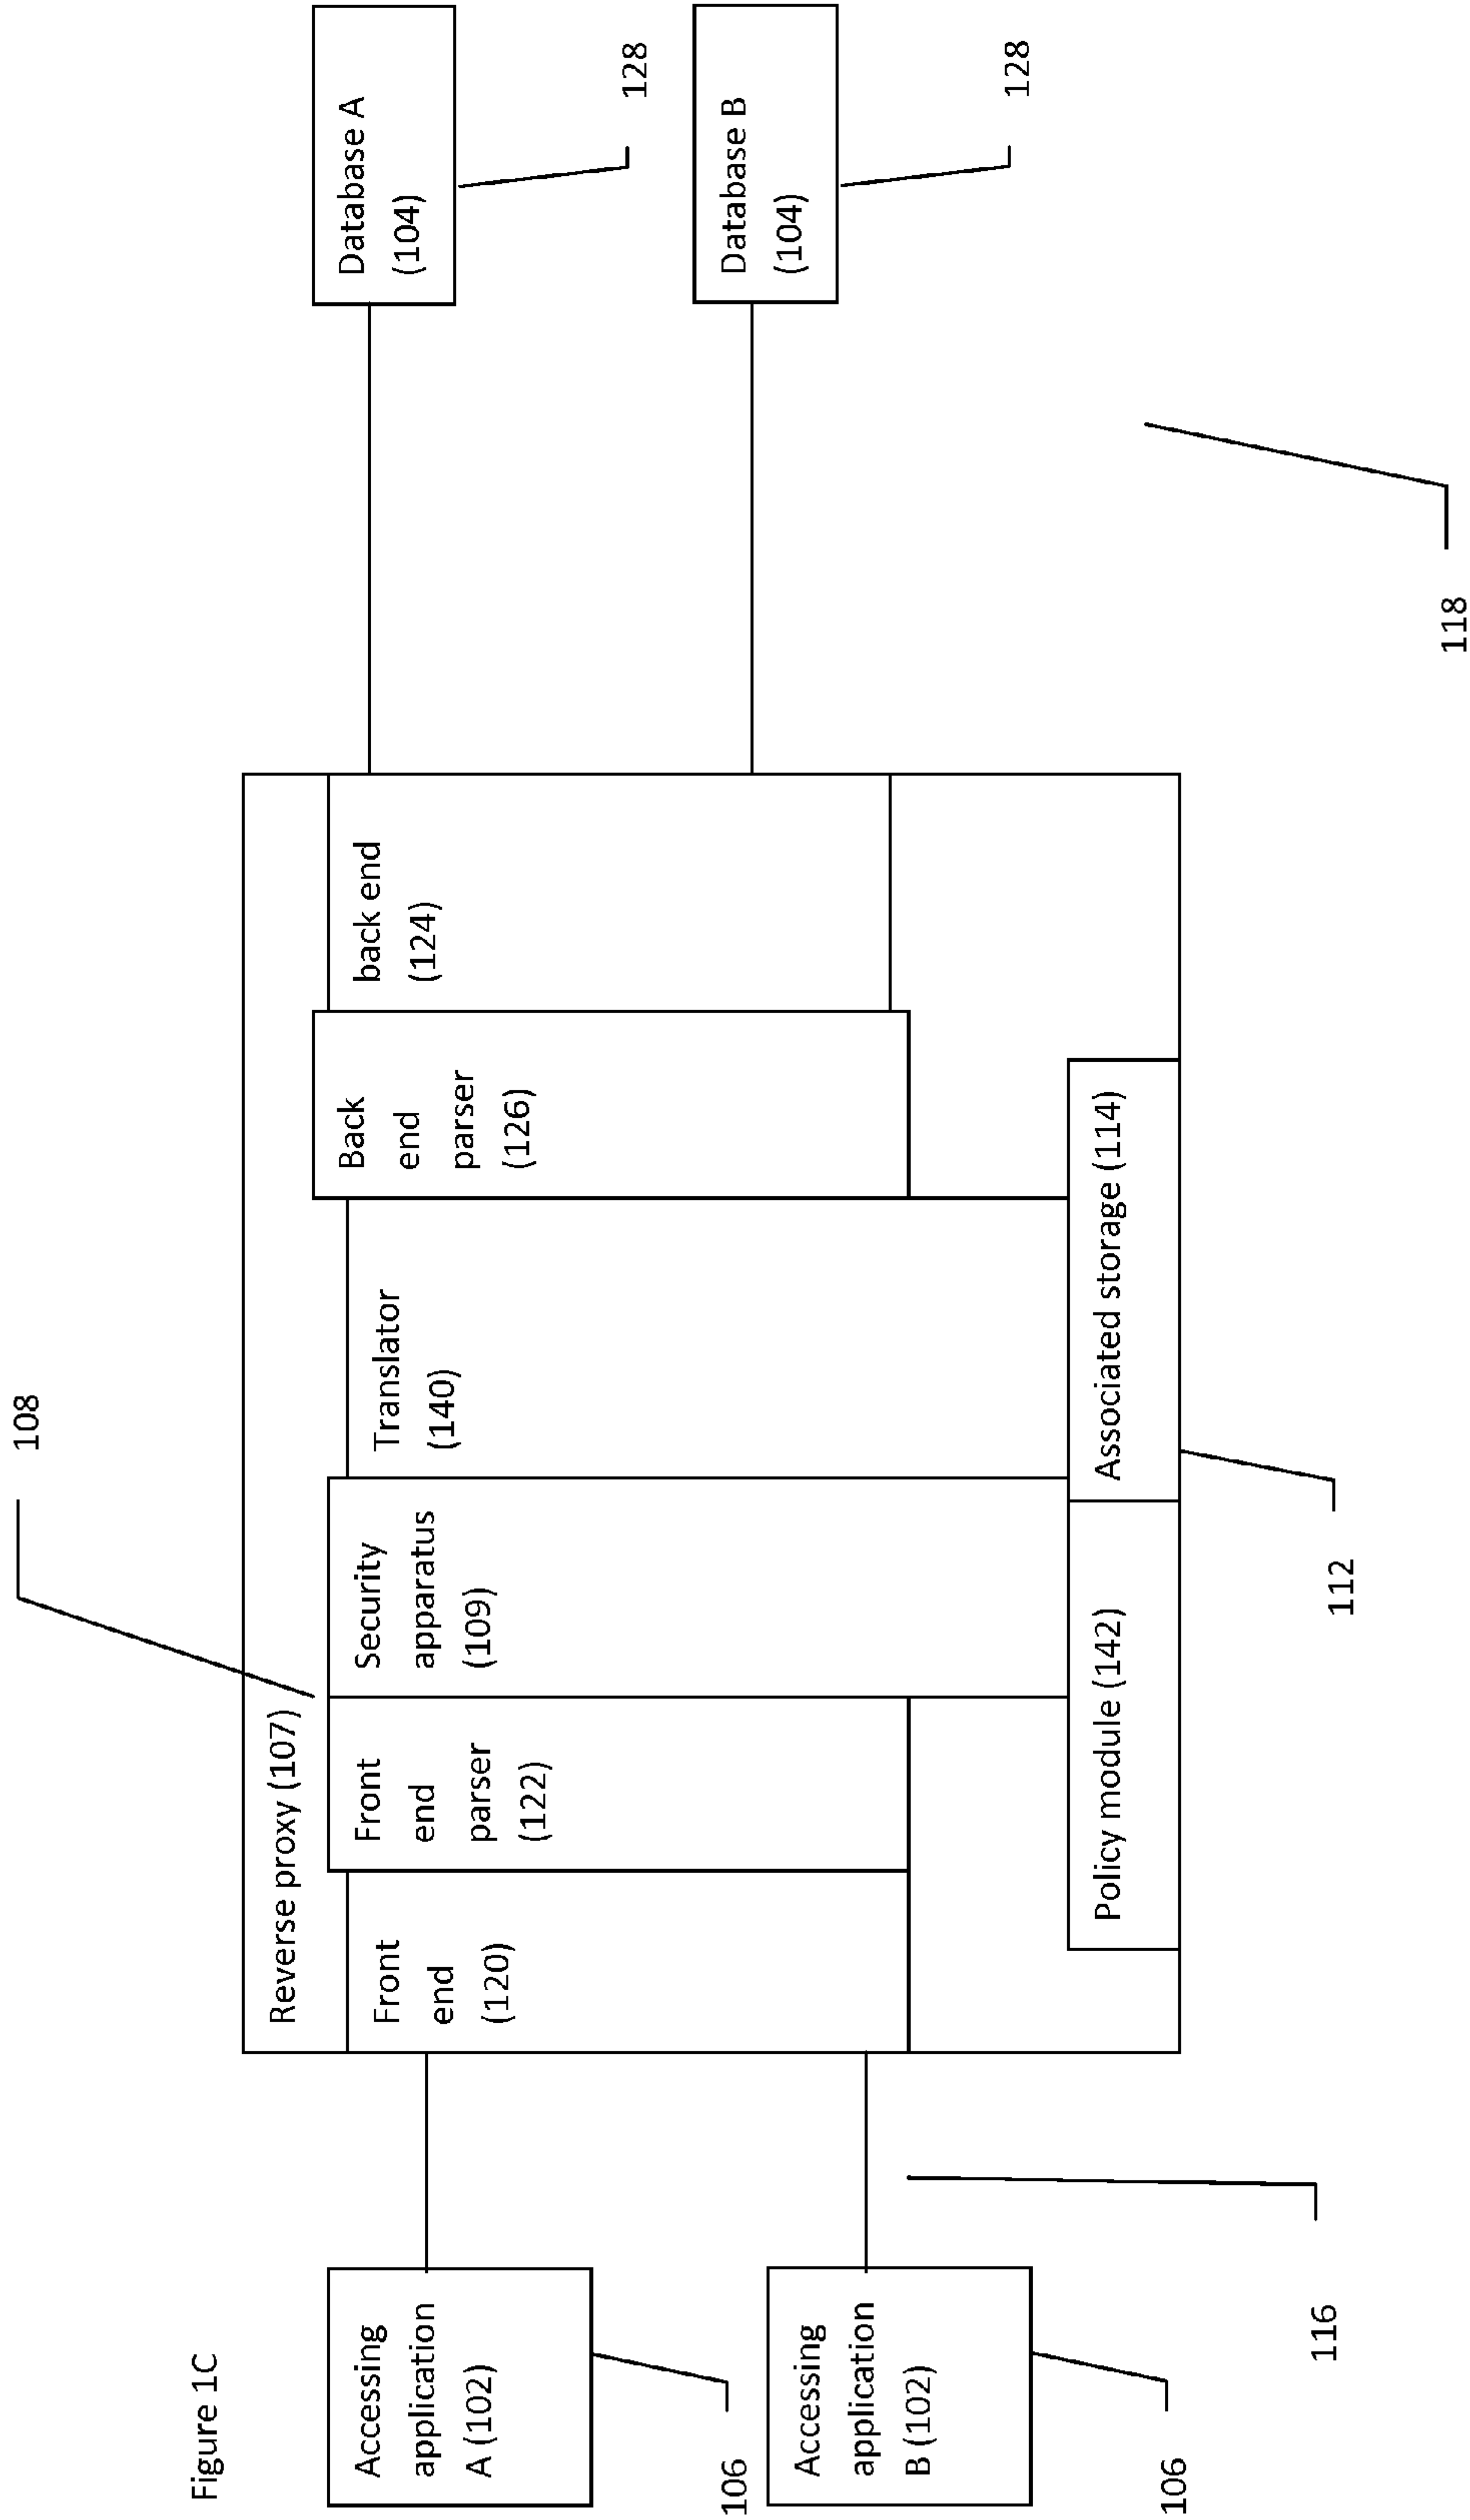 Figure 1C
108
Reverse proxy (107)
Accessing
application
A (102)
106
Accessing
application
B (102)
106
116
Front
end
(120)
Front
end
parser
(122)
Security
apparatus
(109)
Translator
(140)
Back
end
parser
(126)
back end
(124)
Policy module (142)
Associated storage (114)
112
Database A
(104)
128
Database B
(104)
128
118